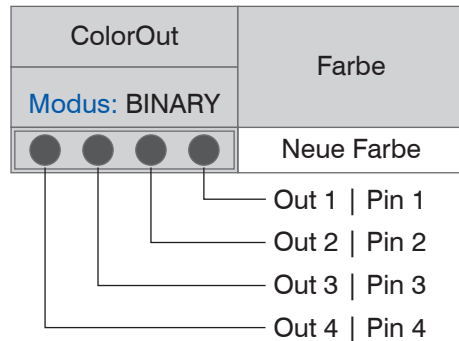 ColorOut
Farbe
Modus: BINARY
Neue Farbe
Out 1 | Pin 1
Out 2 | Pin 2
Out 3 | Pin 3
Out 4 | Pin 4